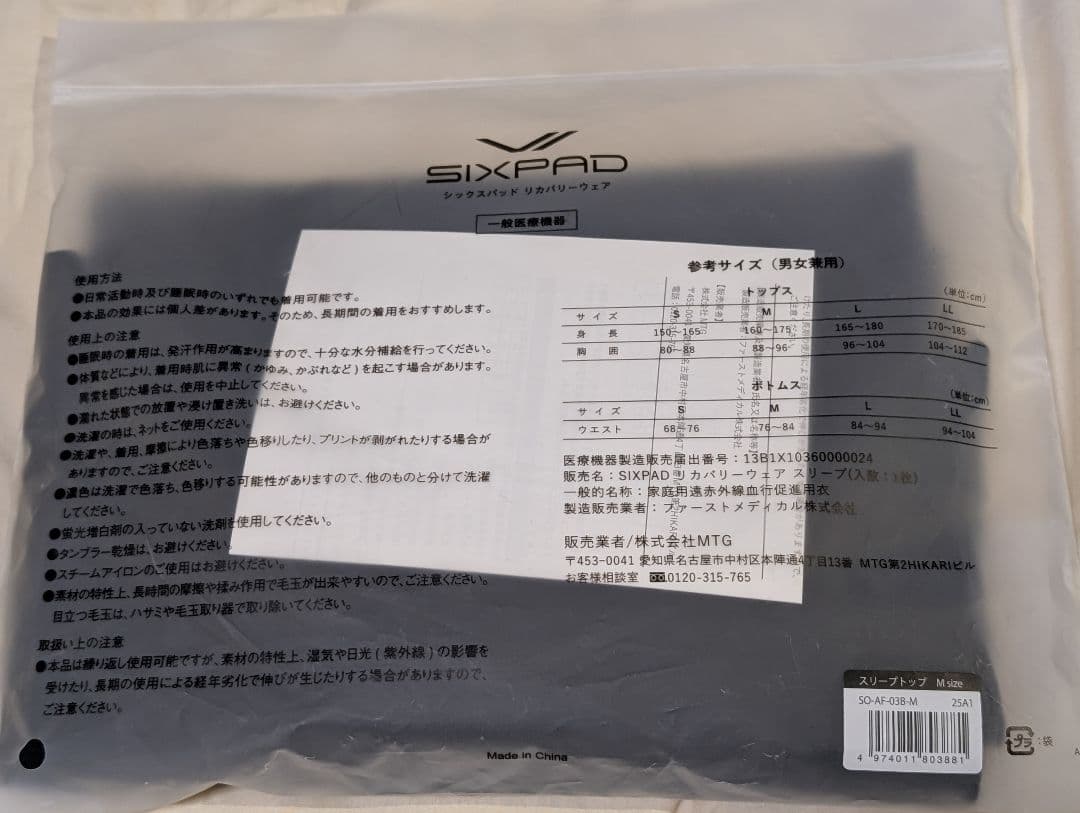 SIXPAD
シックスパッド リカバリーウェア
一般医療機器
使用方法
●日常活動時及び睡眠時のいずれでも着用可能です。
●本品の効果には個人差があります。そのため、長期間の着用をおすすめします。
使用上の注意
●睡眠時の着用は、発汗作用が高まりますので、十分な水分補給を行ってください。
●体質などにより、着用時肌に異常(かゆみ、かぶれなど)を起こす場合があります。
異常を感じた場合は、使用を中止してください。
●濡れた状態での放置や浸け置き洗いは、お避けください。
●洗濯の時は、ネットをご使用ください。
●洗濯や、着用、摩擦により色落ちや色移りしたり、プリントが剥がれたりする場合が
ありますので、ご注意ください。
●濃色は洗濯で色落ち、色移りする可能性がありますので、他のものと分けて洗濯
してください。
●蛍光増白剤の入っていない洗剤を使用してください。
●タンブラー乾燥は、お避けください。
●スチームアイロンのご使用はお避けください。
●素材の特性上、長時間の摩擦や揉み作用で毛玉が出来やすいので、ご注意ください。
目立つ毛玉は、ハサミや毛玉取り器で取り除いてください。
取扱い上の注意
●本品は繰り返し使用可能ですが、素材の特性上、湿気や日光(紫外線)の影響を
受けたり、長期の使用による経年劣化で伸びが生じたりする場合がありますので、
ご注意ください。
参考サイズ(男女兼用)
トップス (単位:cm)
サイズ S M L LL
身長 150〜165 160〜175 165〜180 170〜185
胸囲 80〜88 88〜96 96〜104 104〜112
ボトムス (単位:cm)
サイズ S M L LL
ウエスト 68〜76 76〜84 84〜94 94〜104
医療機器製造販売届出番号:13B1X10360000024
販売名:SIXPAD リカバリーウェア スリープ(入数:1枚)
一般的名称:家庭用遠赤外線血行促進用衣
製造販売業者:ファーストメディカル株式会社
販売業者/株式会社MTG
〒453-0041 愛知県名古屋市中村区本陣通4丁目13番 MTG第2HIKARIビル
お客様相談室 0120-315-765
スリープトップ M size
SO-AF-03B-M 25A1
4 974011 803881
Made in China
プラ :袋